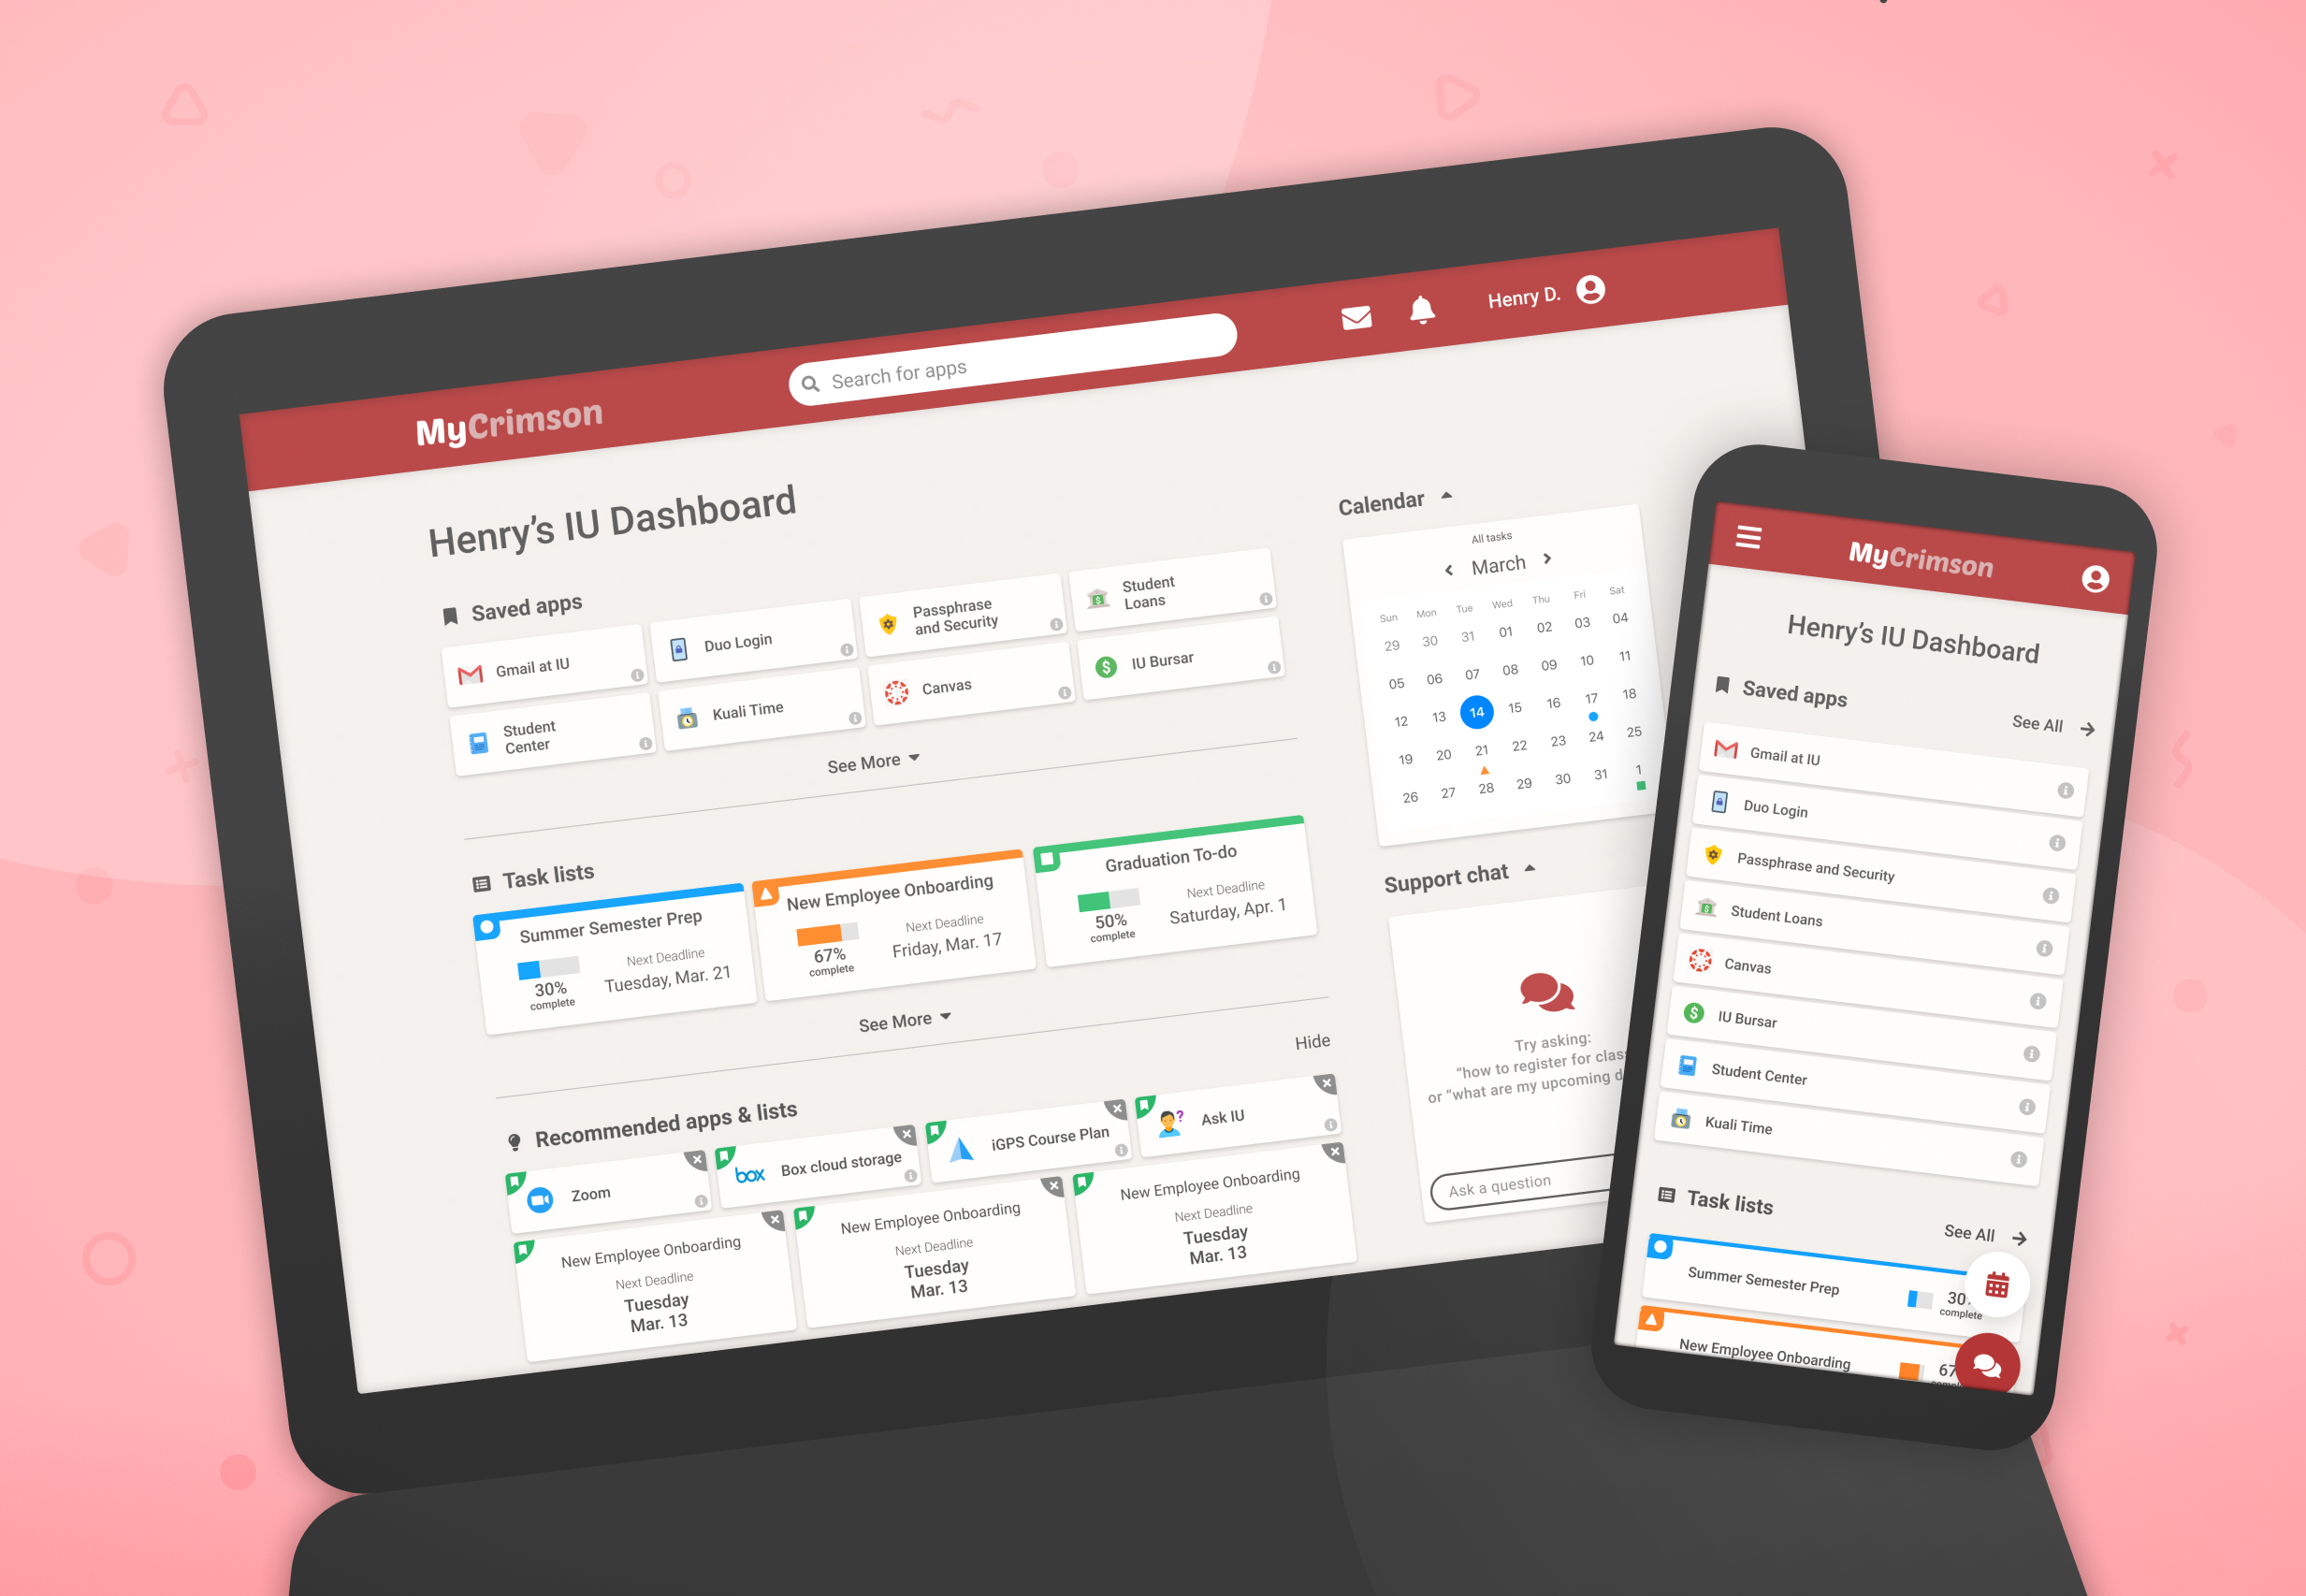 MyCrimson
Search for apps
Henry D.
Henry's IU Dashboard
Saved apps
Gmail at IU
Duo Login
Passphrase
and Security
Student
Loans
Student
Center
Kuali Time
Canvas
IU Bursar
See More
Task lists
Summer Semester Prep
30%
complete
Next Deadline
Tuesday, Mar. 21
New Employee Onboarding
67%
complete
Next Deadline
Friday, Mar. 17
Graduation To-do
50%
complete
Next Deadline
Saturday, Apr. 1
See More
Hide
Recommended apps & lists
Zoom
box
Box cloud storage
iGPS Course Plan
Ask IU
New Employee Onboarding
Next Deadline
Tuesday
Mar. 13
New Employee Onboarding
Next Deadline
Tuesday
Mar. 13
New Employee Onboarding
Next Deadline
Tuesday
Mar. 13
Calendar
All tasks
March
Sun Mon Tue Wed Thu Fri Sat
29 30 31 01 02 03 04
05 06 07 08 09 10 11
12 13 14 15 16 17 18
19 20 21 22 23 24 25
26 27 28 29 30 31 1
Support chat
Try asking:
"how to register for
or "what are my upcoming
Ask a question
MyCrimson
Henry's IU Dashboard
Saved apps
See All
Gmail at IU
Duo Login
Passphrase and Security
Student Loans
Canvas
IU Bursar
Student Center
Kuali Time
Task lists
See All
Summer Semester Prep
30
complete
New Employee Onboarding
67